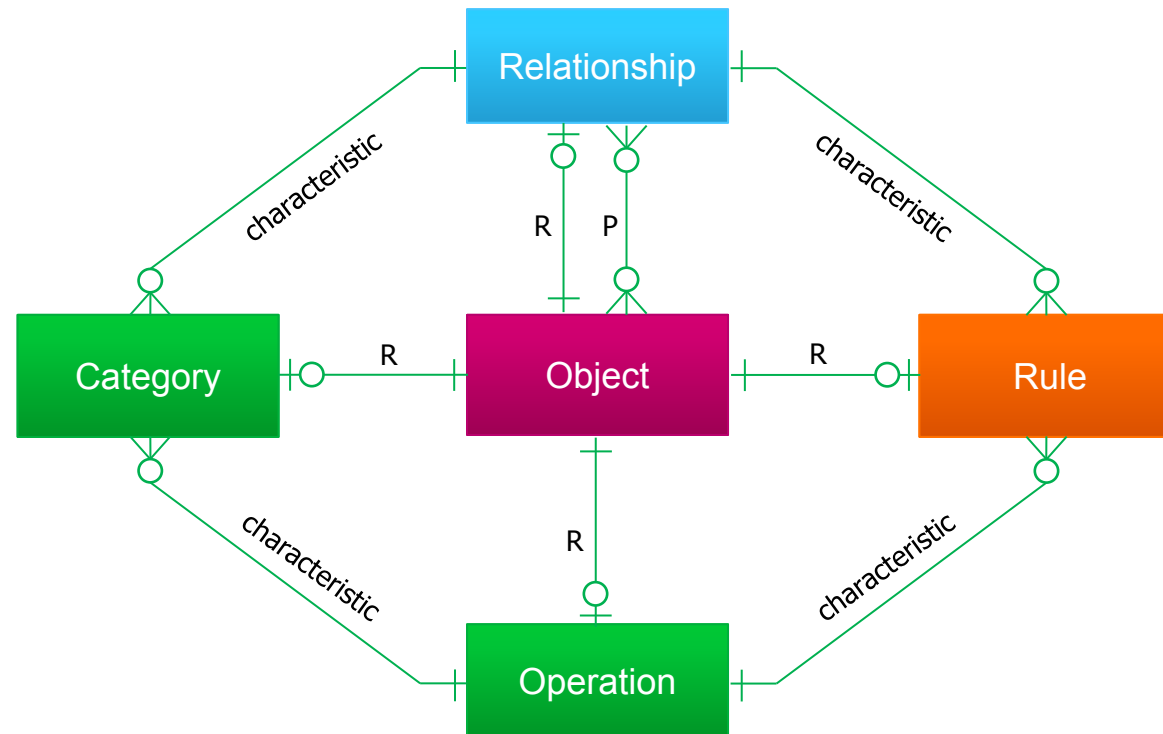 Relationship
characteristic
characteristic
R
P
Category
R
Object
R
Rule
characteristic
R
characteristic
Operation